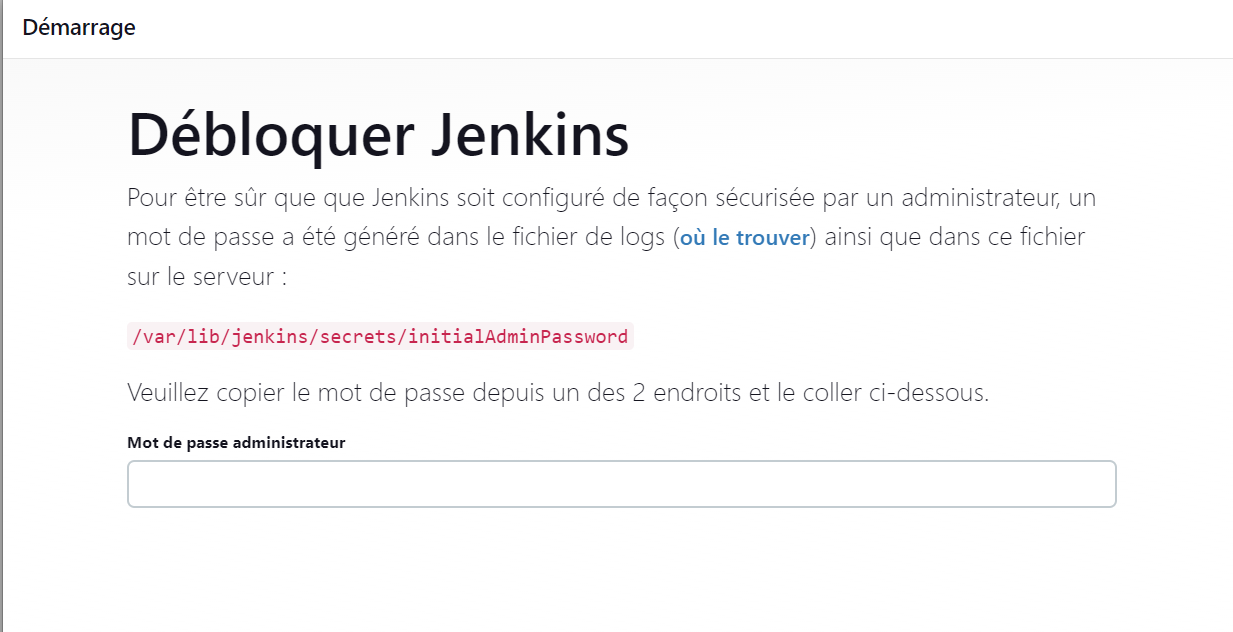 Démarrage
Débloquer Jenkins
Pour être sûr que que Jenkins soit configuré de façon sécurisée par un administrateur, un
mot de passe a été généré dans le fichier de logs (où le trouver) ainsi que dans ce fichier
sur le serveur :
/var/lib/jenkins/secrets/initialAdminPassword
Veuillez copier le mot de passe depuis un des 2 endroits et le coller ci-dessous.
Mot de passe administrateur